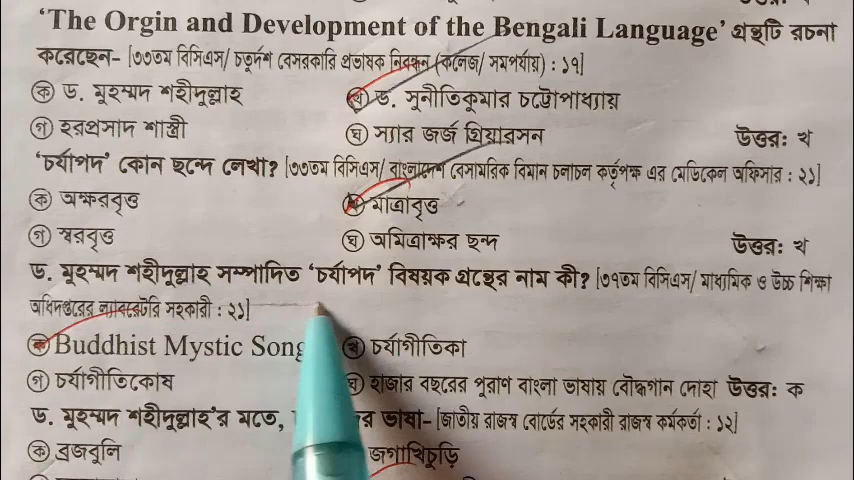 ‘The Orgin and Development of the Bengali Language’ গ্রন্থটি রচনা
করেছেন– [৩৩তম বিসিএস/ চতুর্দশ বেসরকারি প্রভাষক নিবন্ধন (কলেজ/ সমপর্যায়) : ১৭]
ক ড. মুহম্মদ শহীদুল্লাহ খ ড. সুনীতিকুমার চট্টোপাধ্যায়
গ হরপ্রসাদ শাস্ত্রী ঘ স্যার জর্জ গ্রিয়ারসন উত্তর: খ
‘চর্যাপদ’ কোন ছন্দে লেখা? [৩৩তম বিসিএস/ বাংলাদেশ বেসামরিক বিমান চলাচল কর্তৃপক্ষ এর মেডিকেল অফিসার : ২১]
ক অক্ষরবৃত্ত খ মাত্রাবৃত্ত
গ স্বরবৃত্ত ঘ অমিত্রাক্ষর ছন্দ উত্তর: খ
ড. মুহম্মদ শহীদুল্লাহ সম্পাদিত ‘চর্যাপদ’ বিষয়ক গ্রন্থের নাম কী? [৩৭তম বিসিএস/ মাধ্যমিক ও উচ্চ শিক্ষা
অধিদপ্তরের ল্যাবরেটরি সহকারী : ২১]
ক Buddhist Mystic Song খ চর্যাগীতিকা
গ চর্যাগীতিকোষ ঘ হাজার বছরের পুরাণ বাংলা ভাষায় বৌদ্ধগান দোহা উত্তর: ক
ড. মুহম্মদ শহীদুল্লাহ’র মতে, ভাষা– [জাতীয় রাজস্ব বোর্ডের সহকারী রাজস্ব কর্মকর্তা : ১২]
ক ব্রজবুলি জগাখিচুড়ি